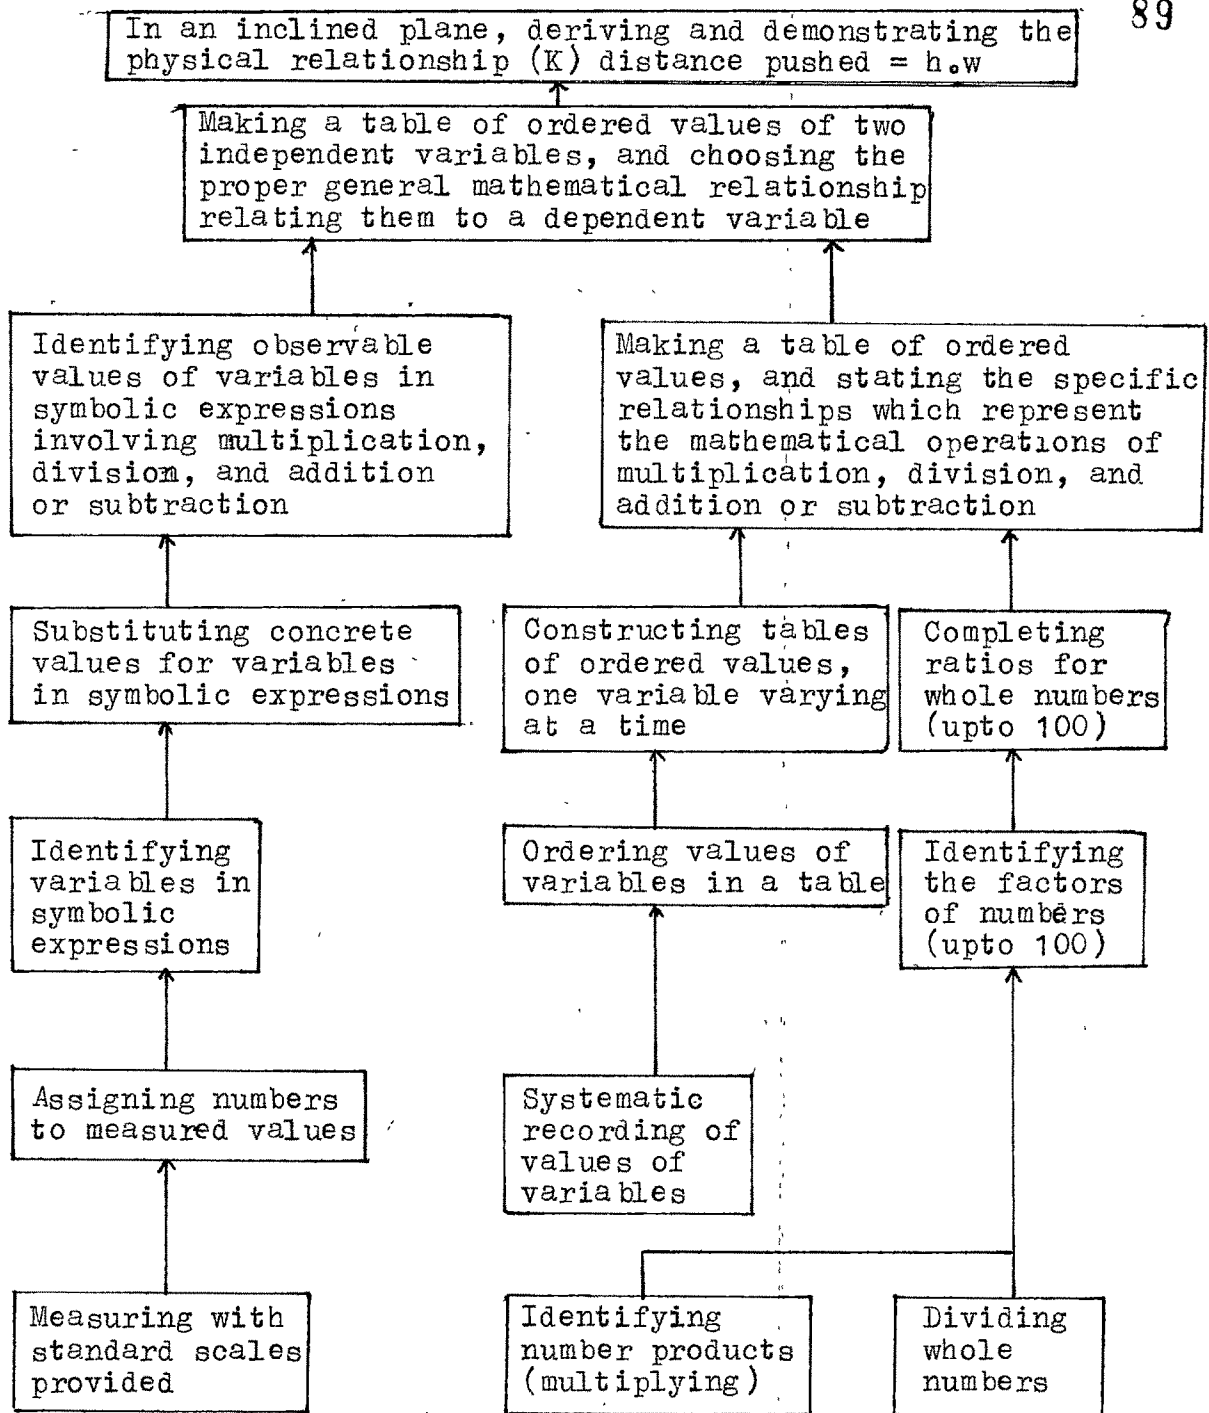 89
In an inclined plane, deriving and demonstrating the
physical relationship (K) distance pushed = h.w
Making a table of ordered values of two
independent variables, and choosing the
proper general mathematical relationship
relating them to a dependent variable
Identifying observable
values of variables in
symbolic expressions
involving multiplication,
division, and addition
or subtraction
Making a table of ordered
values, and stating the specific
relationships which represent
the mathematical operations of
multiplication, division, and
addition or subtraction
Substituting concrete
values for variables
in symbolic expressions
Constructing tables
of ordered values,
one variable varying
at a time
Completing
ratios for
whole numbers
(upto 100)
Identifying
variables in
symbolic
expressions
Ordering values of
variables in a table
Identifying
the factors
of numbers
(upto 100)
Assigning numbers
to measured values
Systematic
recording of
values of
variables
Measuring with
standard scales
provided
Identifying
number products
(multiplying)
Dividing
whole
numbers